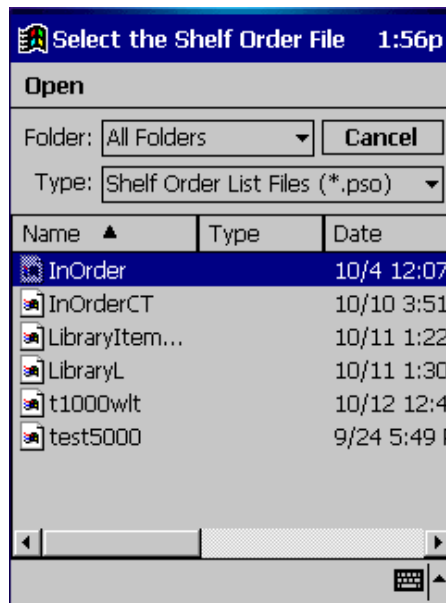 Select the Shelf Order File 1:56p
Open
Folder: All Folders Cancel
Type: Shelf Order List Files (*.pso)
Name Type Date
InOrder 10/4 12:07
InOrderCT 10/10 3:51
LibraryItem... 10/11 1:22
LibraryL 10/11 1:30
t1000wlt 10/12 12:4
test5000 9/24 5:49